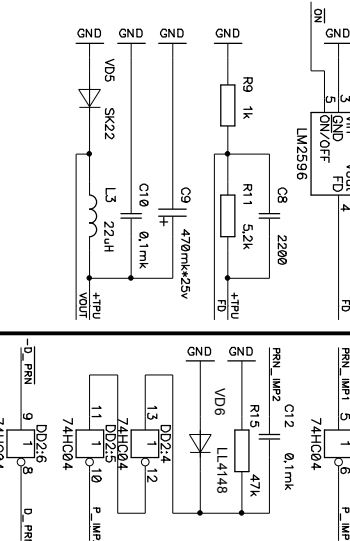 ON
GND GND GND GND GND
VD5
SK22
R9 1k
5 3
Vin
GND
ON/OFF
LM2596
FD 4
L3 22uH
C10 0,1mk
C9 470mk*25v
+
R11 5,2k
C8 2200
+TPU
VOUT
+TPU
FD
FD
-D_PRN
GND GND
PRN_IMP2
PRN_IMP1
VD6
LL4148
R15 47k
C12 0,1mk
9 1 8
DD2:6
74HC04
11 1 10
DD2:5
74HC04
13 1 12
DD2:4
74HC04
5 1 6
74HC04
P_IMP